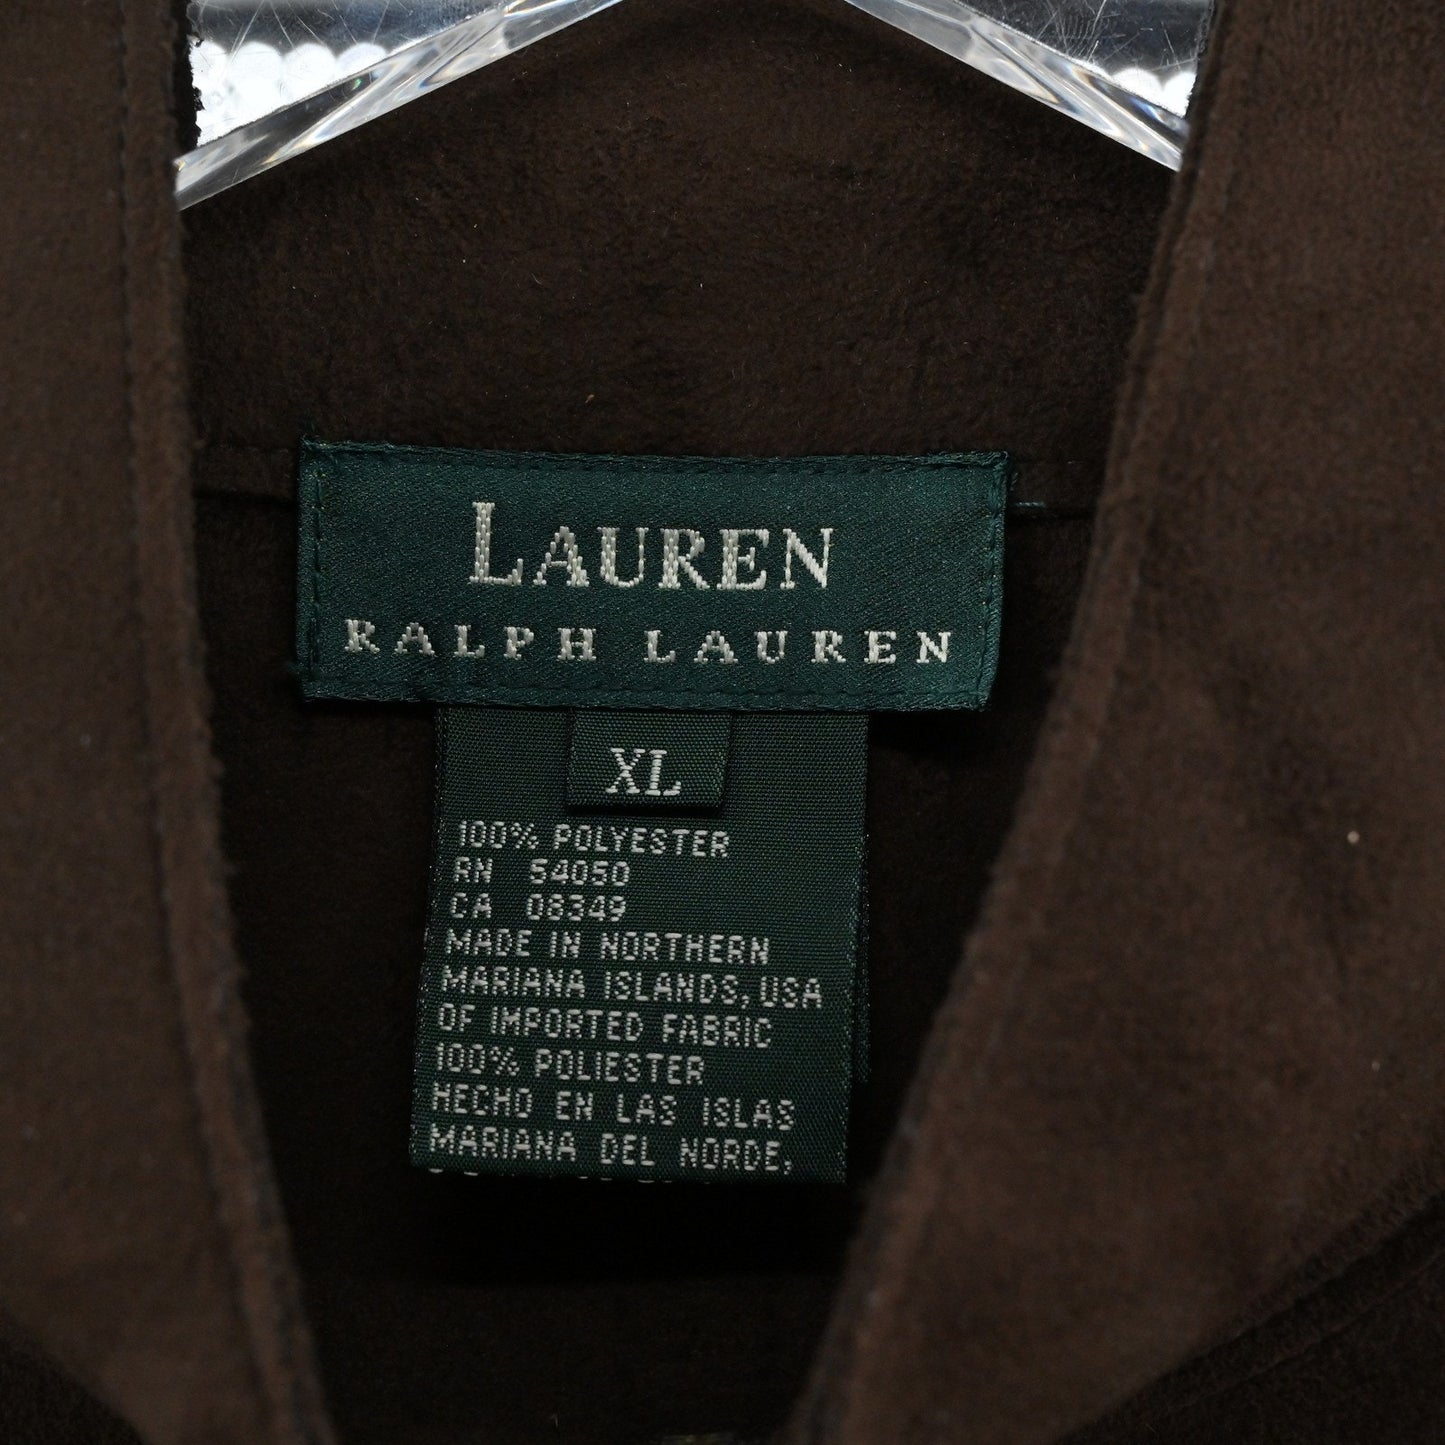 LAUREN
RALPH LAUREN
XL
100% POLYESTER
RN 54050
CA 08349
MADE IN NORTHERN
MARIANA ISLANDS, USA
OF IMPORTED FABRIC
100% POLIESTER
HECHO EN LAS ISLAS
MARIANA DEL NORDE,